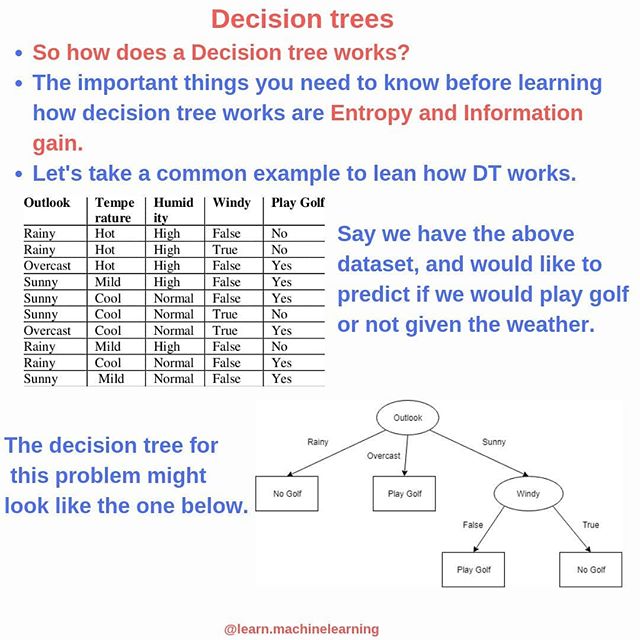 Decision trees
• So how does a Decision tree works?
• The important things you need to know before learning
how decision tree works are Entropy and Information
gain.
• Let's take a common example to lean how DT works.
Outlook Tempe Humid Windy Play Golf
rature ity
Rainy Hot High False No
Rainy Hot High True No
Overcast Hot High False Yes
Sunny Mild High False Yes
Sunny Cool Normal False Yes
Sunny Cool Normal True No
Overcast Cool Normal True Yes
Rainy Mild High False No
Rainy Cool Normal False Yes
Sunny Mild Normal False Yes
Say we have the above
dataset, and would like to
predict if we would play golf
or not given the weather.
The decision tree for
this problem might
look like the one below.
Outlook
Rainy
Overcast
Sunny
No Golf
Play Golf
Windy
False
True
Play Golf
No Golf
@learn.machinelearning